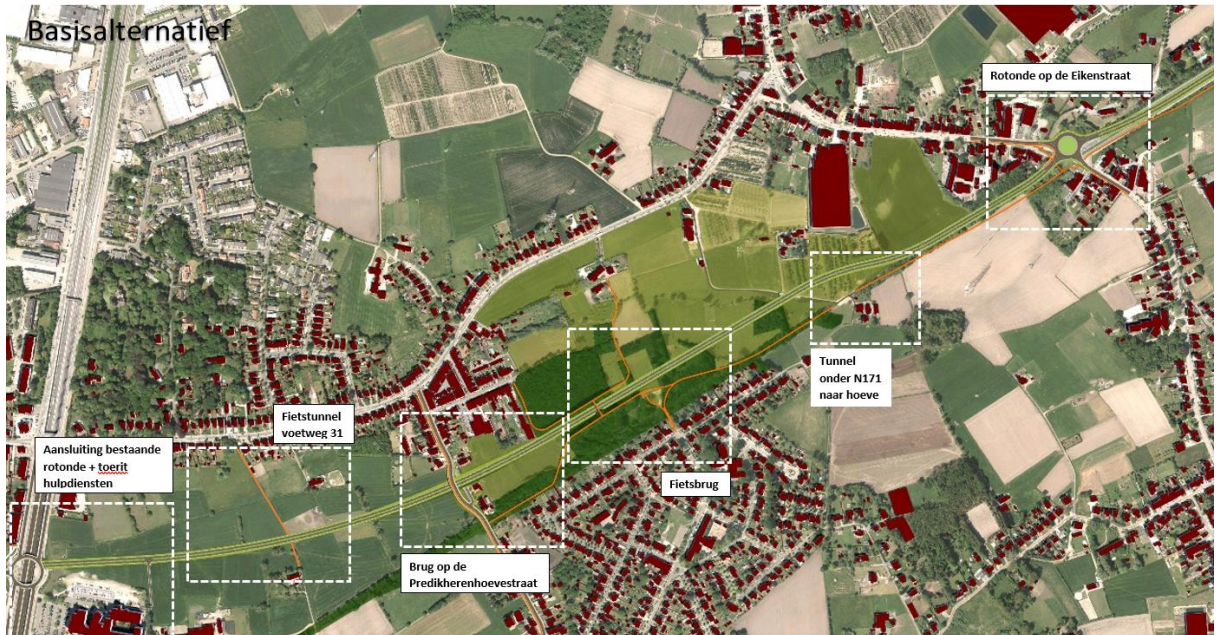 Basisalternatief
Rotonde op de Eikenstraat
Tunnel
onder N171
naar hoeve
Fietstunnel
voetweg 31
Aansluiting bestaande
rotonde + toerit
hulpdiensten
Fietsbrug
Brug op de
Predikherenhoevestraat